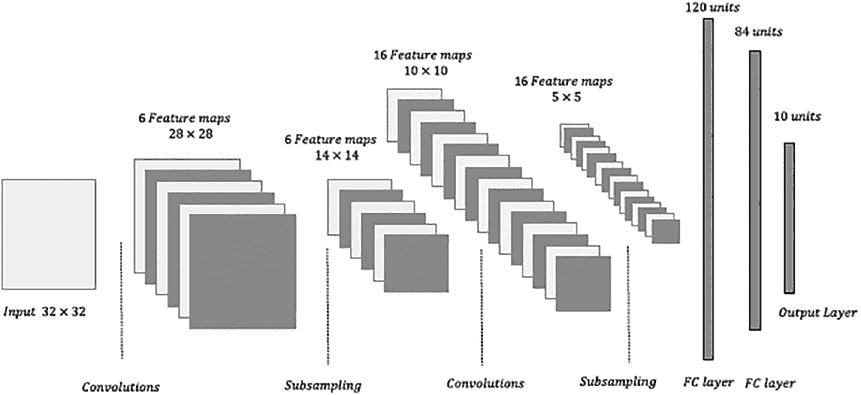 120 units
84 units
16 Feature maps
10 × 10
16 Feature maps
5 × 5
10 units
6 Feature maps
28 × 28
6 Feature maps
14 × 14
Input 32 × 32
Output Layer
Convolutions
Subsampling
Convolutions
Subsampling
FC layer
FC layer